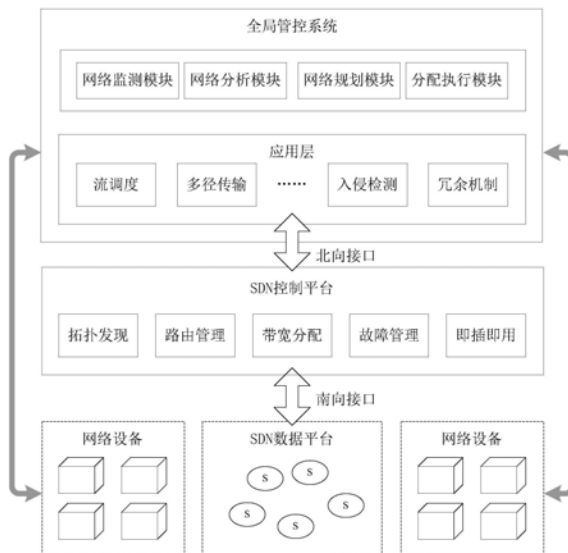 全局管控系统
网络监测模块 网络分析模块 网络规划模块 分配执行模块
应用层
流调度 多径传输 …… 入侵检测 冗余机制
北向接口
SDN控制平台
拓扑发现 路由管理 带宽分配 故障管理 即插即用
南向接口
网络设备 SDN数据平台 网络设备
S S S S S